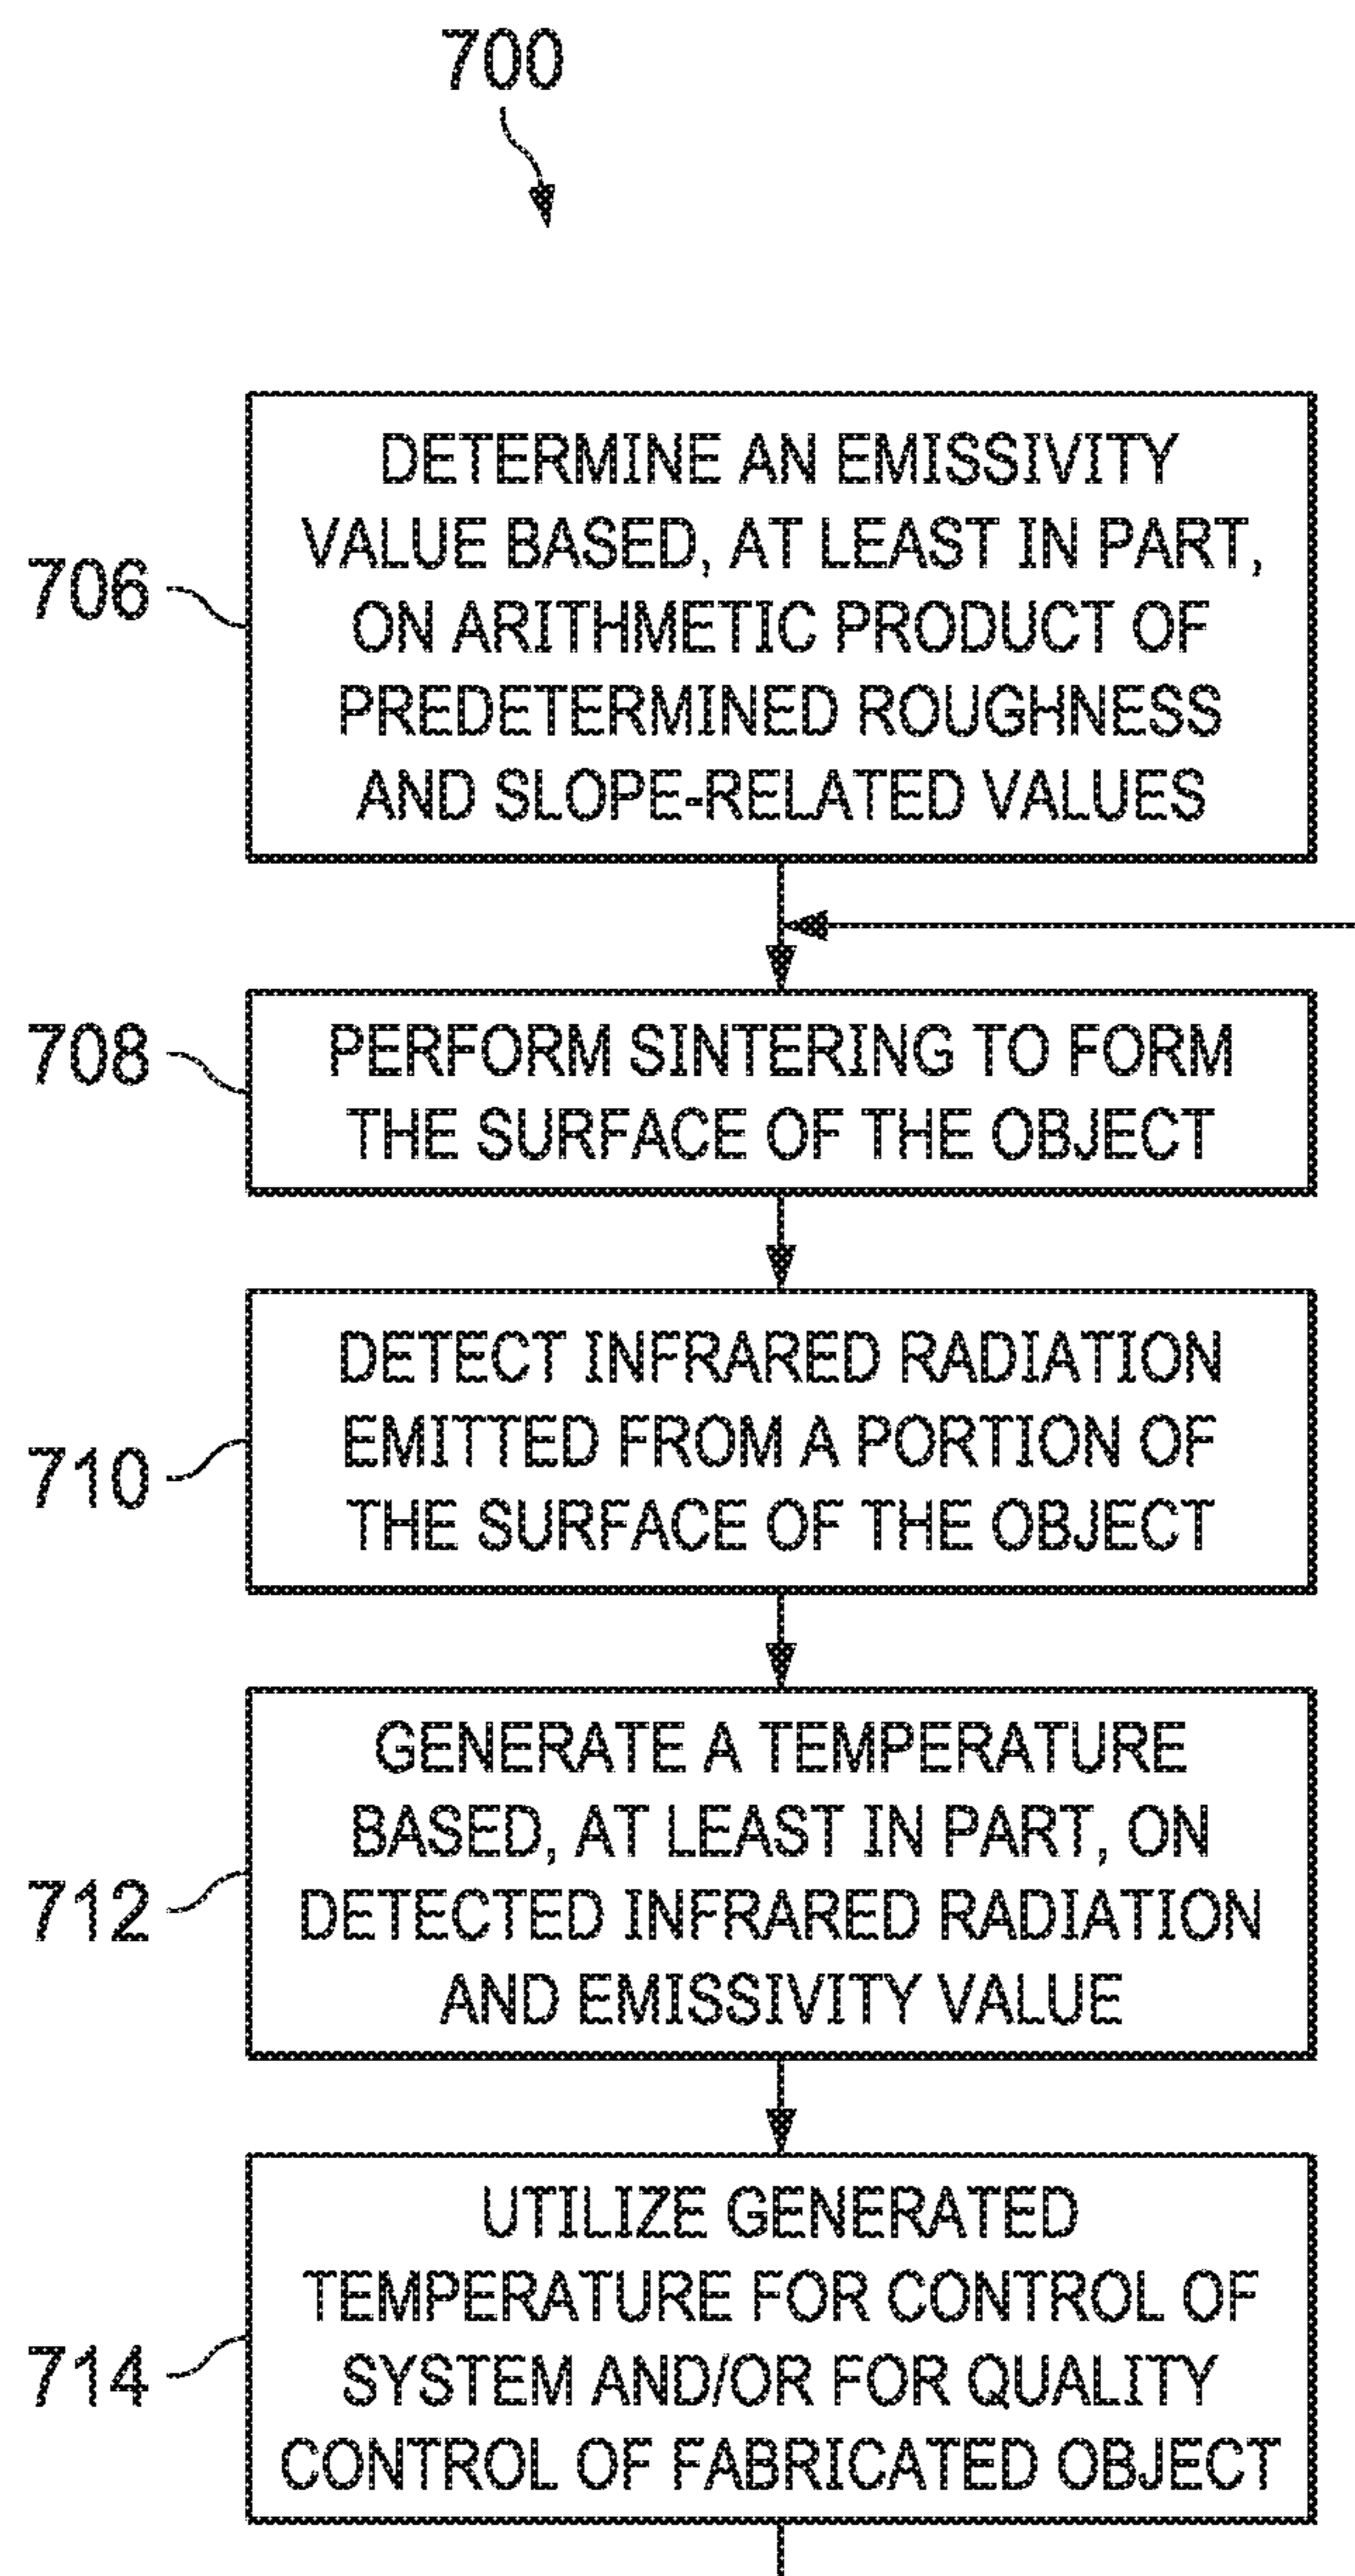 700
706
DETERMINE AN EMISSIVITY
VALUE BASED, AT LEAST IN PART,
ON ARITHMETIC PRODUCT OF
PREDETERMINED ROUGHNESS
AND SLOPE-RELATED VALUES
708
PERFORM SINTERING TO FORM
THE SURFACE OF THE OBJECT
710
DETECT INFRARED RADIATION
EMITTED FROM A PORTION OF
THE SURFACE OF THE OBJECT
712
GENERATE A TEMPERATURE
BASED, AT LEAST IN PART, ON
DETECTED INFRARED RADIATION
AND EMISSIVITY VALUE
714
UTILIZE GENERATED
TEMPERATURE FOR CONTROL OF
SYSTEM AND/OR FOR QUALITY
CONTROL OF FABRICATED OBJECT